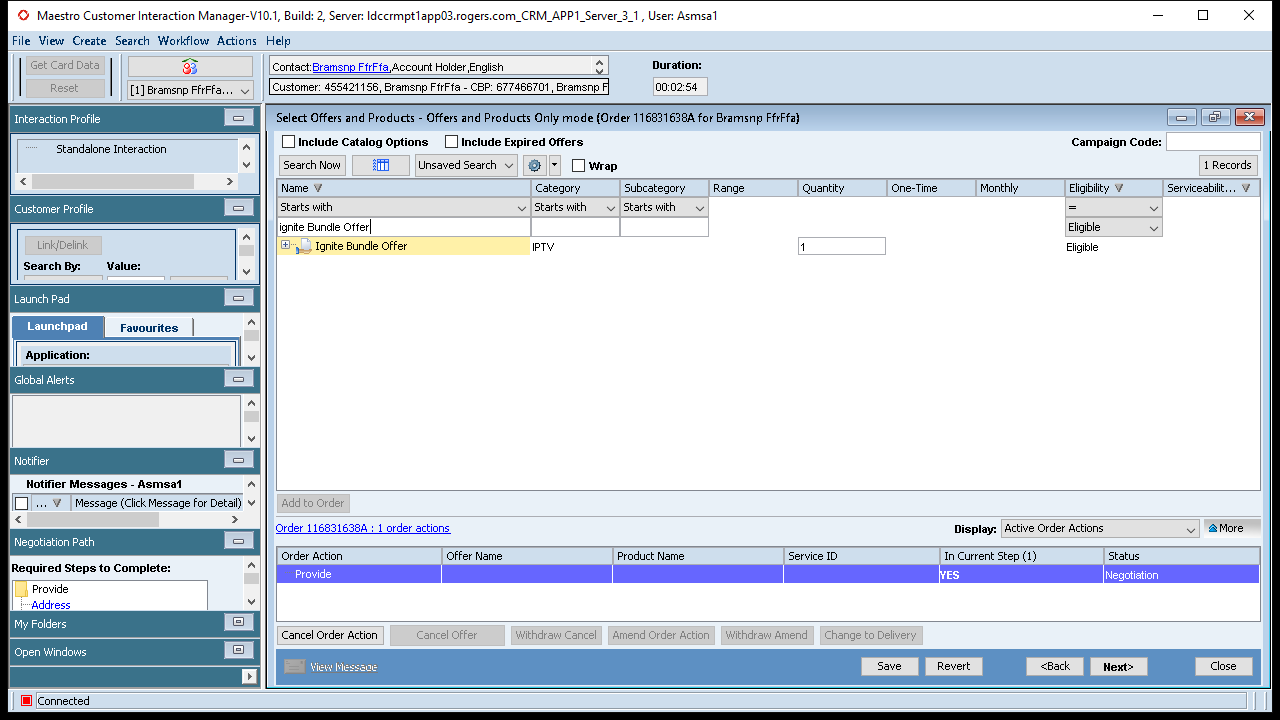 Maestro Customer Interaction Manager-V10.1, Build: 2, Server: ldccrmpt1app03.rogers.com_CRM_APP1_Server_3_1 , User: Asmsa1
File View Create Search Workflow Actions Help
Get Card Data
Reset
[1] Bramsnp FfrFfa...
Contact:Bramsnp FfrFfa,Account Holder,English
Customer: 455421156, Bramsnp FfrFfa - CBP: 677466701, Bramsnp F
Duration:
00:02:54
Interaction Profile
Standalone Interaction
Customer Profile
Link/Delink
Search By: Value:
Launch Pad
Launchpad Favourites
Application:
Global Alerts
Notifier
Notifier Messages - Asmsa1
... Message (Click Message for Detail)
Negotiation Path
Required Steps to Complete:
Provide
Address
My Folders
Open Windows
Select Offers and Products - Offers and Products Only mode (Order 116831638A for Bramsnp FfrFfa)
Include Catalog Options Include Expired Offers Campaign Code:
Search Now Unsaved Search Wrap 1 Records
Name Category Subcategory Range Quantity One-Time Monthly Eligibility Serviceabilit...
Starts with Starts with Starts with =
ignite Bundle Offer Eligible
Ignite Bundle Offer IPTV 1 Eligible
Add to Order
Order 116831638A : 1 order actions Display: Active Order Actions More
Order Action Offer Name Product Name Service ID In Current Step (1) Status
Provide YES Negotiation
Cancel Order Action Cancel Offer Withdraw Cancel Amend Order Action Withdraw Amend Change to Delivery
View Message Save Revert <Back Next> Close
Connected